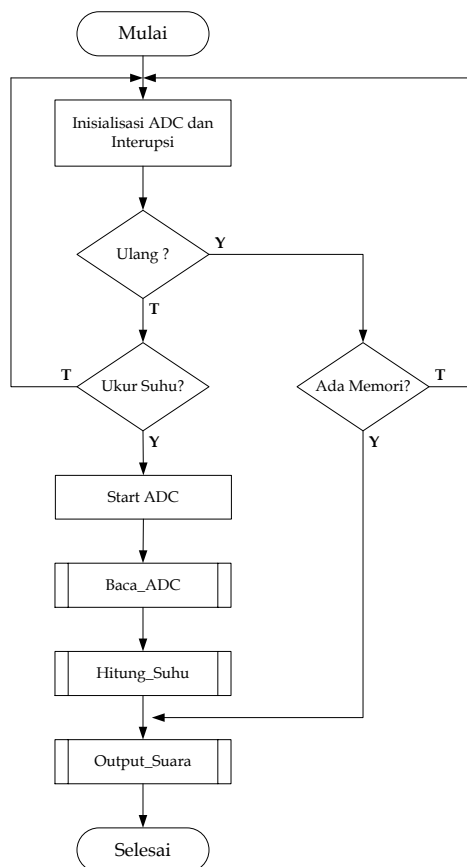 Mulai
Inisialisasi ADC dan
Interupsi
Ulang ?
Y
T
Ukur Suhu?
T
Y
Ada Memori?
T
Y
Start ADC
Baca_ADC
Hitung_Suhu
Output_Suara
Selesai